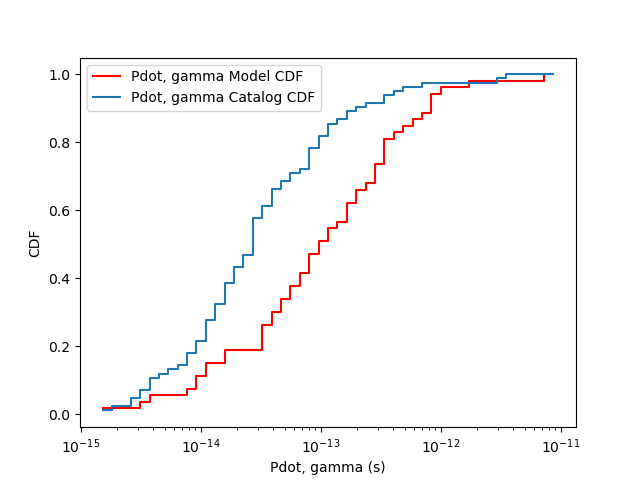 Pdot, gamma Model CDF
Pdot, gamma Catalog CDF
1.0
0.8
0.6
0.4
0.2
0.0
CDF
10⁻¹⁵ 10⁻¹⁴ 10⁻¹³ 10⁻¹² 10⁻¹¹
Pdot, gamma (s)